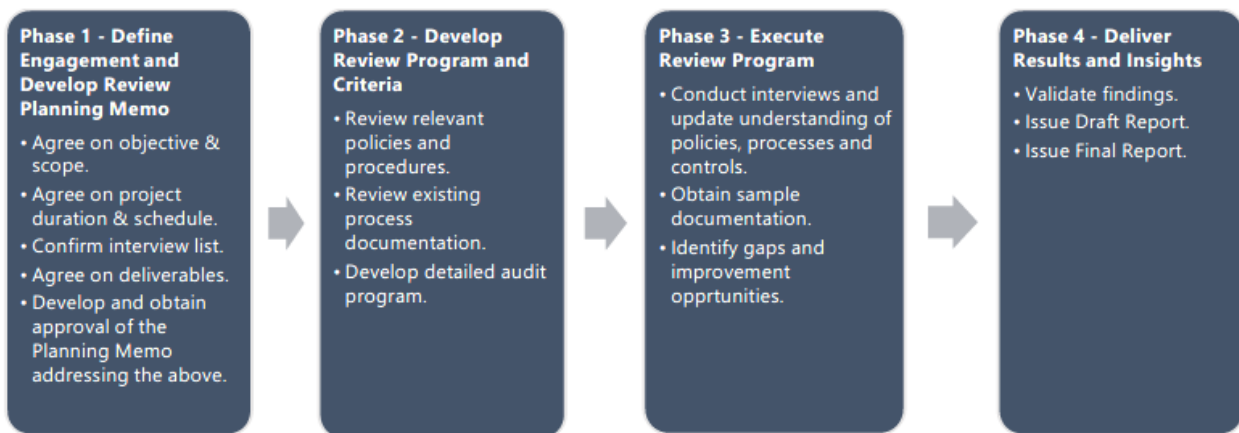 Phase 1 - Define
Engagement and
Develop Review
Planning Memo
• Agree on objective &
scope.
• Agree on project
duration & schedule.
• Confirm interview list.
• Agree on deliverables.
• Develop and obtain
approval of the
Planning Memo
addressing the above.
Phase 2 - Develop
Review Program and
Criteria
• Review relevant
policies and
procedures.
• Review existing
process
documentation.
• Develop detailed audit
program.
Phase 3 - Execute
Review Program
• Conduct interviews and
update understanding of
policies, processes and
controls.
• Obtain sample
documentation.
• Identify gaps and
improvement
opprtunities.
Phase 4 - Deliver
Results and Insights
• Validate findings.
• Issue Draft Report.
• Issue Final Report.